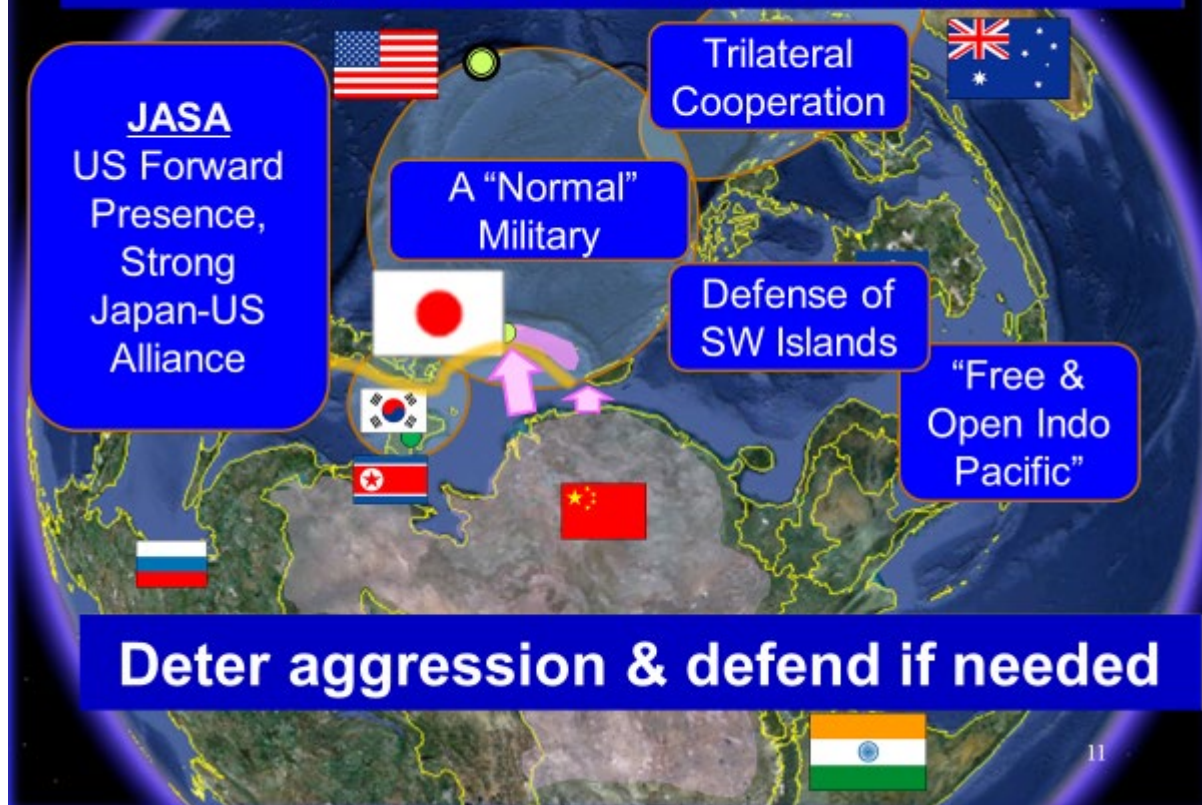 JASA
US Forward
Presence,
Strong
Japan-US
Alliance
Trilateral
Cooperation
A “Normal”
Military
Defense of
SW Islands
“Free &
Open Indo
Pacific”
Deter aggression & defend if needed
11